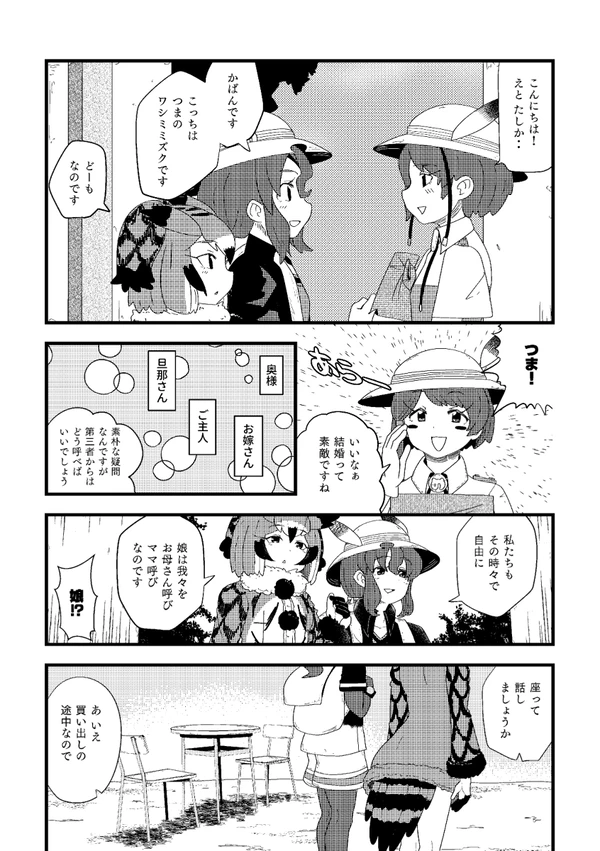 こんにちは！
えと たしか・・
かばんです
こっちは
つまの
ワシミミズクです
どーも
なのです
つま！
あらー
いいなぁ
結婚って
素敵ですね
奥様
旦那さん
ご主人
お嫁さん
素朴な疑問
なんですが
第三者からは
どう呼べば
いいでしょう
私たちも
その時々で
自由に
娘は我々を
お母さん呼び
ママ呼び
なのです
娘!?
座って
話し
ましょうか
あ いえ
買い出しの
途中なので